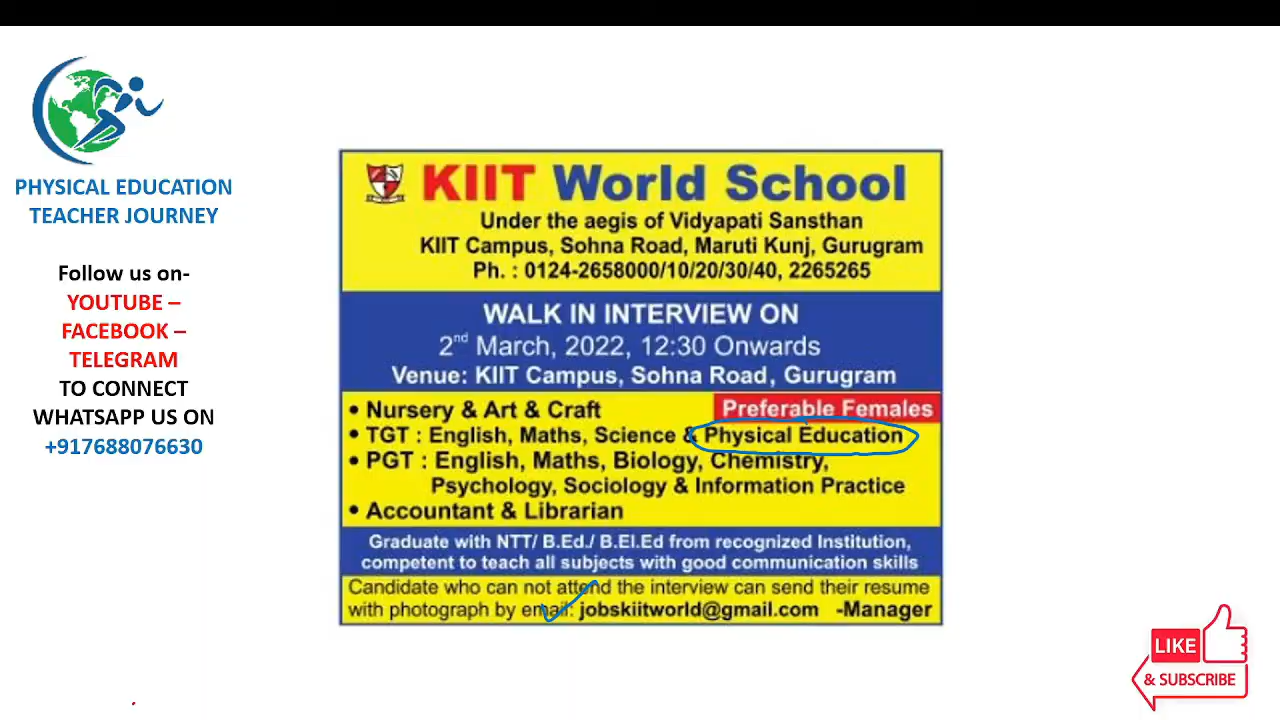 PHYSICAL EDUCATION
TEACHER JOURNEY
Follow us on-
YOUTUBE –
FACEBOOK –
TELEGRAM
TO CONNECT
WHATSAPP US ON
+917688076630
KIIT World School
Under the aegis of Vidyapati Sansthan
KIIT Campus, Sohna Road, Maruti Kunj, Gurugram
Ph. : 0124-2658000/10/20/30/40, 2265265
WALK IN INTERVIEW ON
2nd March, 2022, 12:30 Onwards
Venue: KIIT Campus, Sohna Road, Gurugram
• Nursery & Art & Craft
Preferable Females
• TGT : English, Maths, Science & Physical Education
• PGT : English, Maths, Biology, Chemistry,
Psychology, Sociology & Information Practice
• Accountant & Librarian
Graduate with NTT/ B.Ed./ B.El.Ed from recognized Institution,
competent to teach all subjects with good communication skills
Candidate who can not attend the interview can send their resume
with photograph by email: jobskiitworld@gmail.com -Manager
LIKE
& SUBSCRIBE